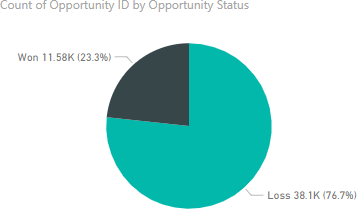 Count of Opportunity ID by Opportunity Status
Won 11.58K (23.3%)
Loss 38.1K (76.7%)